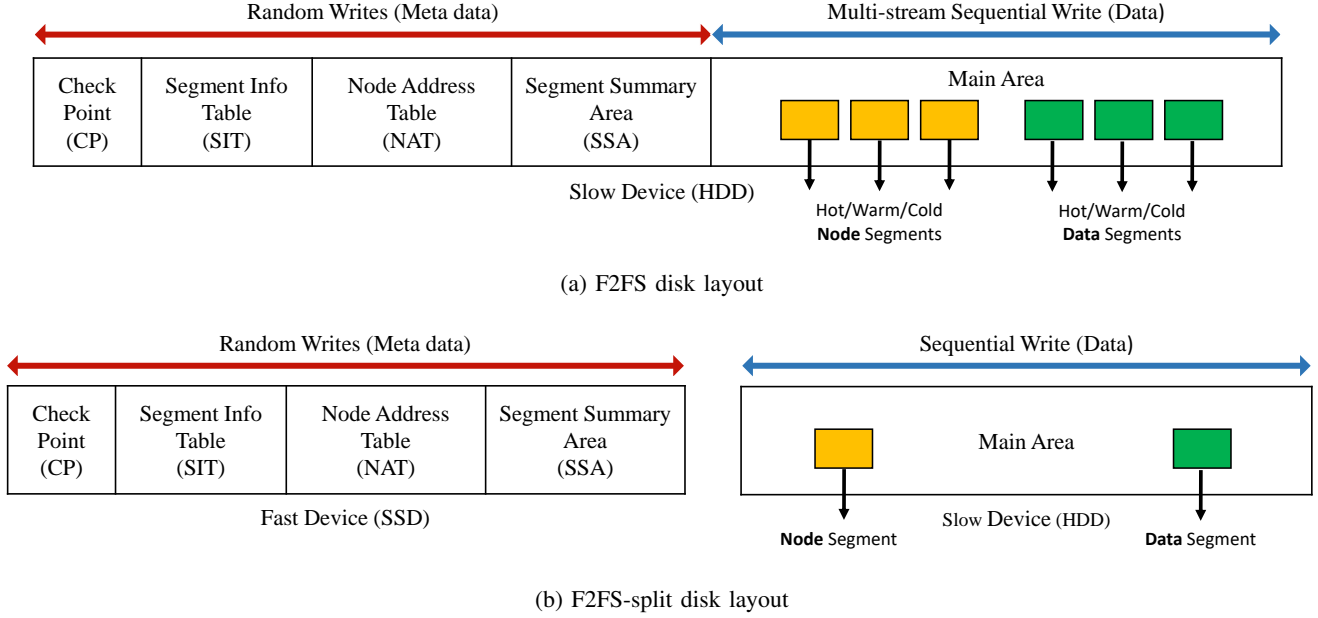 Random Writes (Meta data)
Multi-stream Sequential Write (Data)
Check
Point
(CP)
Segment Info
Table
(SIT)
Node Address
Table
(NAT)
Segment Summary
Area
(SSA)
Main Area
Slow Device (HDD)
Hot/Warm/Cold
Node Segments
Hot/Warm/Cold
Data Segments
(a) F2FS disk layout
Random Writes (Meta data)
Sequential Write (Data)
Check
Point
(CP)
Segment Info
Table
(SIT)
Node Address
Table
(NAT)
Segment Summary
Area
(SSA)
Main Area
Fast Device (SSD)
Slow Device (HDD)
Node Segment
Data Segment
(b) F2FS-split disk layout